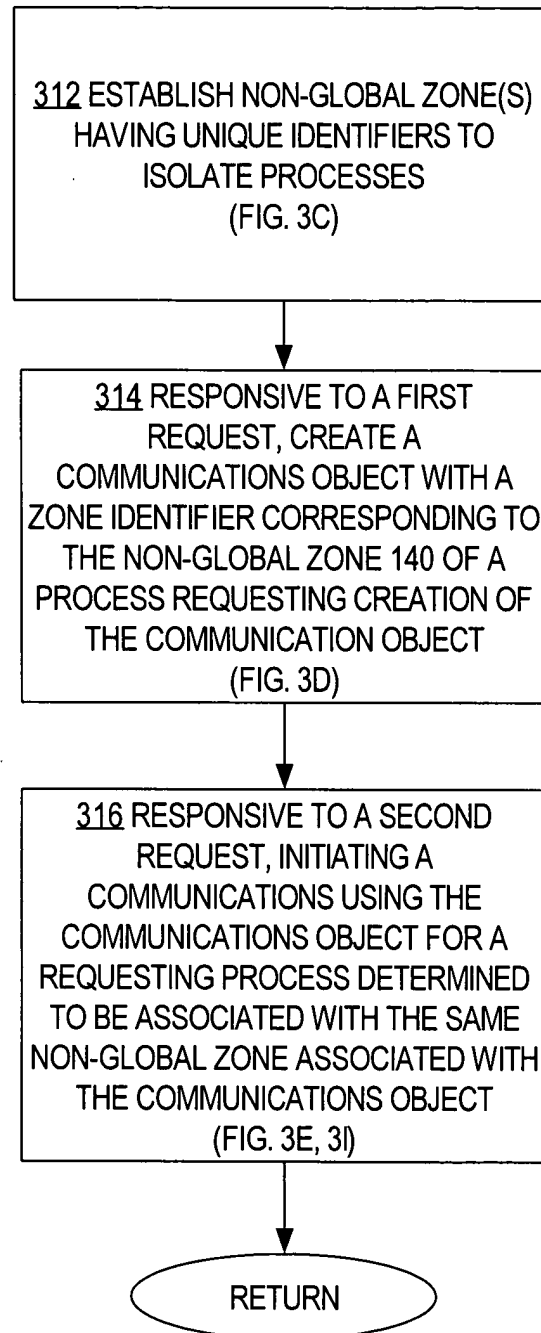 312 ESTABLISH NON-GLOBAL ZONE(S)
HAVING UNIQUE IDENTIFIERS TO
ISOLATE PROCESSES
(FIG. 3C)
314 RESPONSIVE TO A FIRST
REQUEST, CREATE A
COMMUNICATIONS OBJECT WITH A
ZONE IDENTIFIER CORRESPONDING TO
THE NON-GLOBAL ZONE 140 OF A
PROCESS REQUESTING CREATION OF
THE COMMUNICATION OBJECT
(FIG. 3D)
316 RESPONSIVE TO A SECOND
REQUEST, INITIATING A
COMMUNICATIONS USING THE
COMMUNICATIONS OBJECT FOR A
REQUESTING PROCESS DETERMINED
TO BE ASSOCIATED WITH THE SAME
NON-GLOBAL ZONE ASSOCIATED WITH
THE COMMUNICATIONS OBJECT
(FIG. 3E, 3I)
RETURN